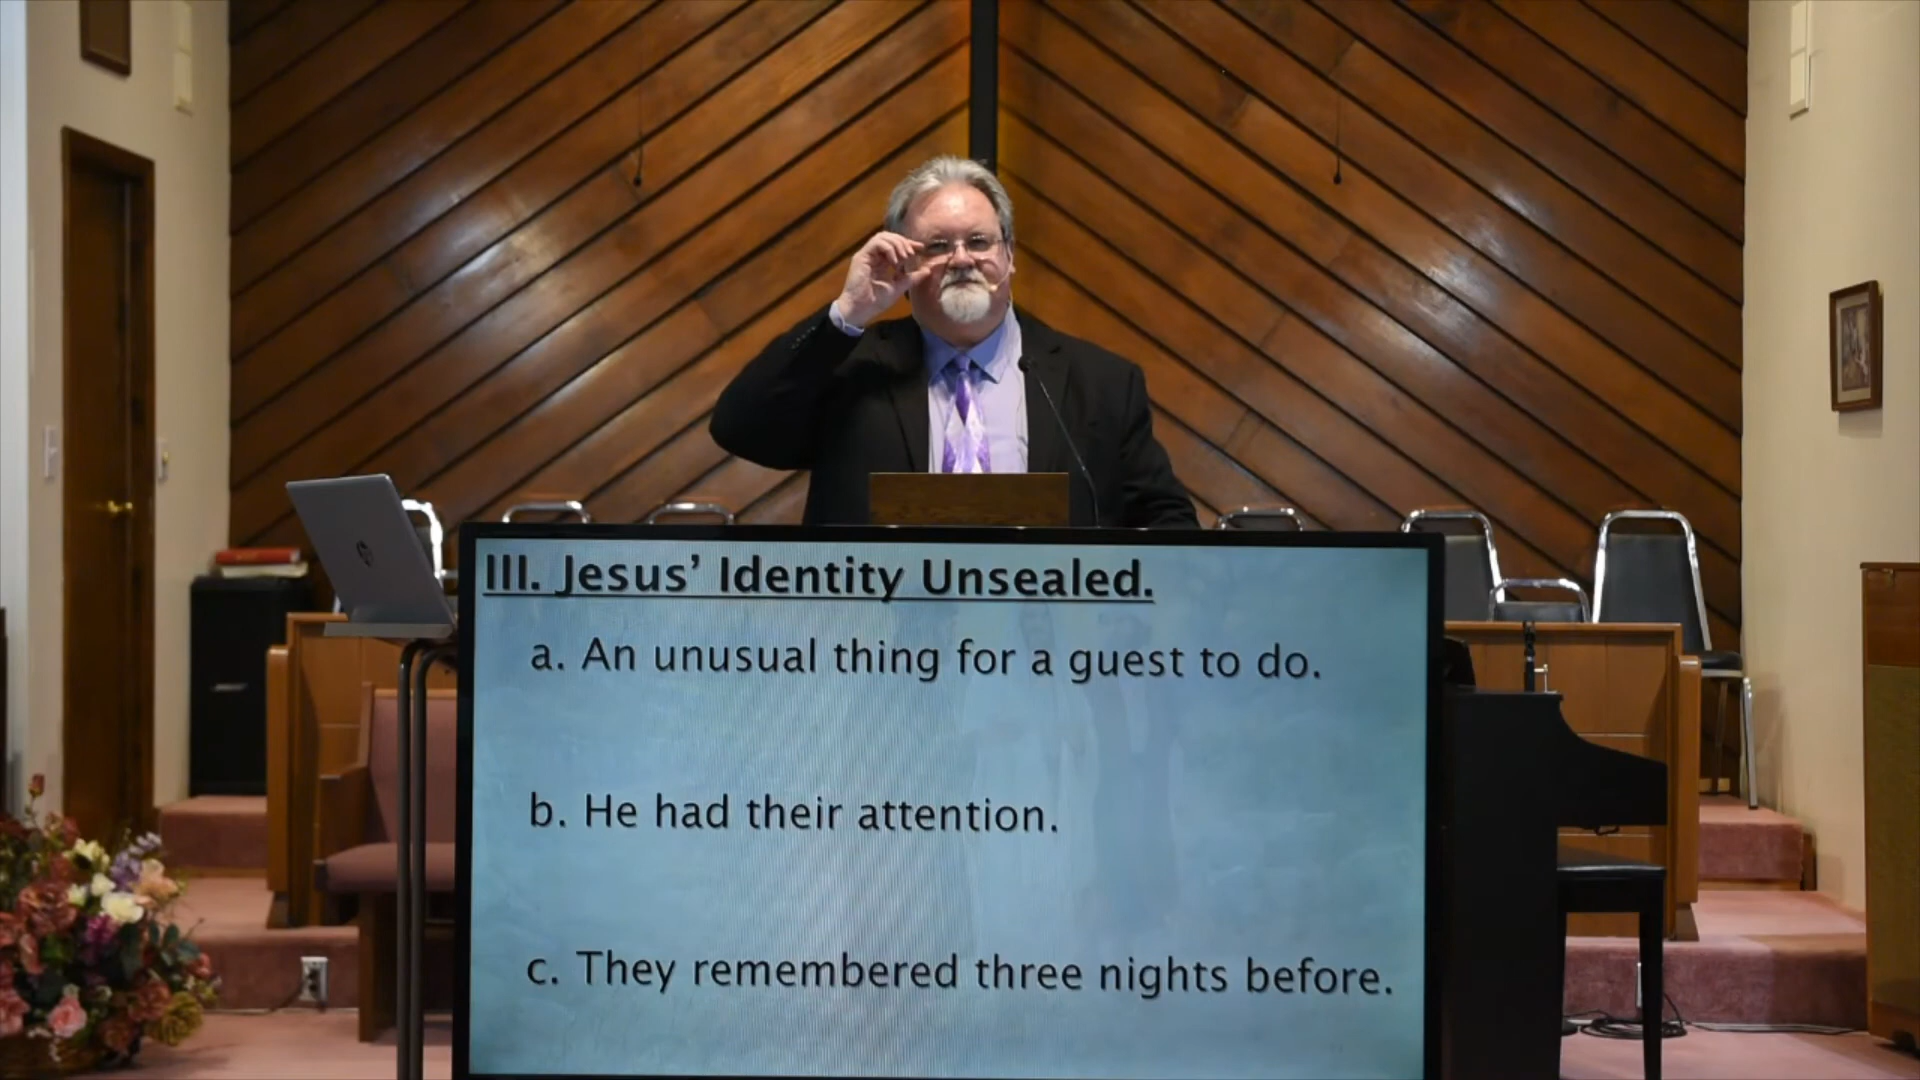 III. Jesus’ Identity Unsealed.
a. An unusual thing for a guest to do.
b. He had their attention.
c. They remembered three nights before.